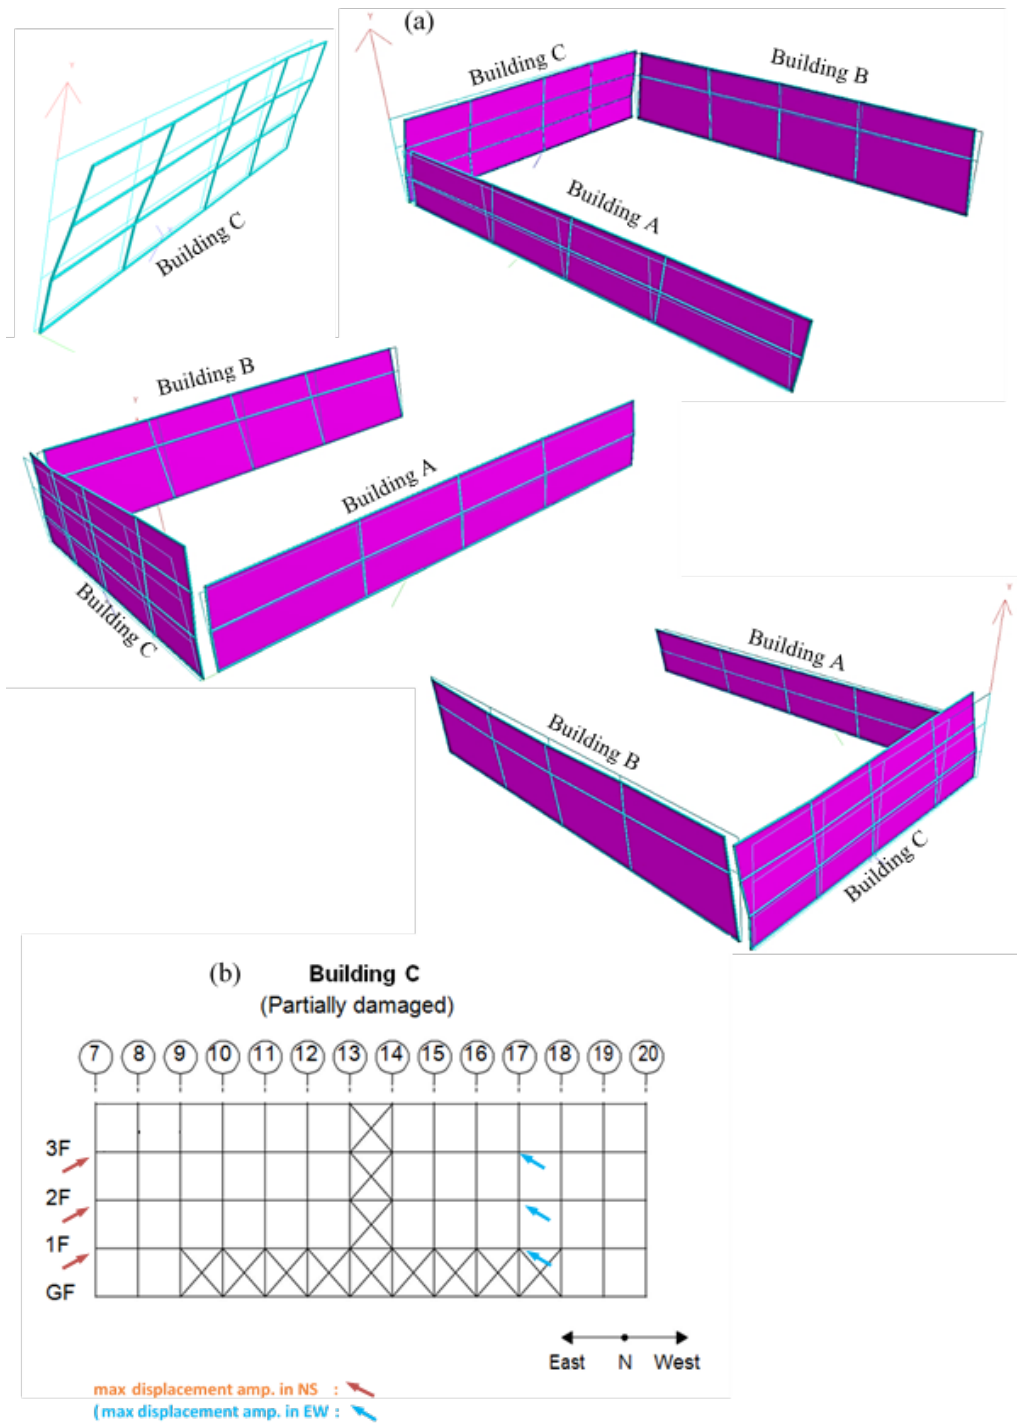 (a)
Building C
Building B
Building A
Building C
Building B
Building A
Building C
Building A
Building B
Building C
(b)
Building C
(Partially damaged)
7 8 9 10 11 12 13 14 15 16 17 18 19 20
3F
2F
1F
GF
East N West
max displacement amp. in NS :
(max displacement amp. in EW :